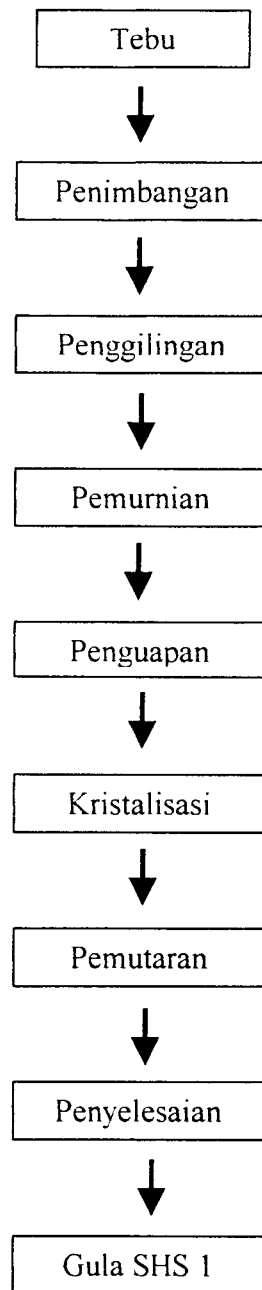 Tebu
Penimbangan
Penggilingan
Pemurnian
Penguapan
Kristalisasi
Pemutaran
Penyelesaian
Gula SHS 1